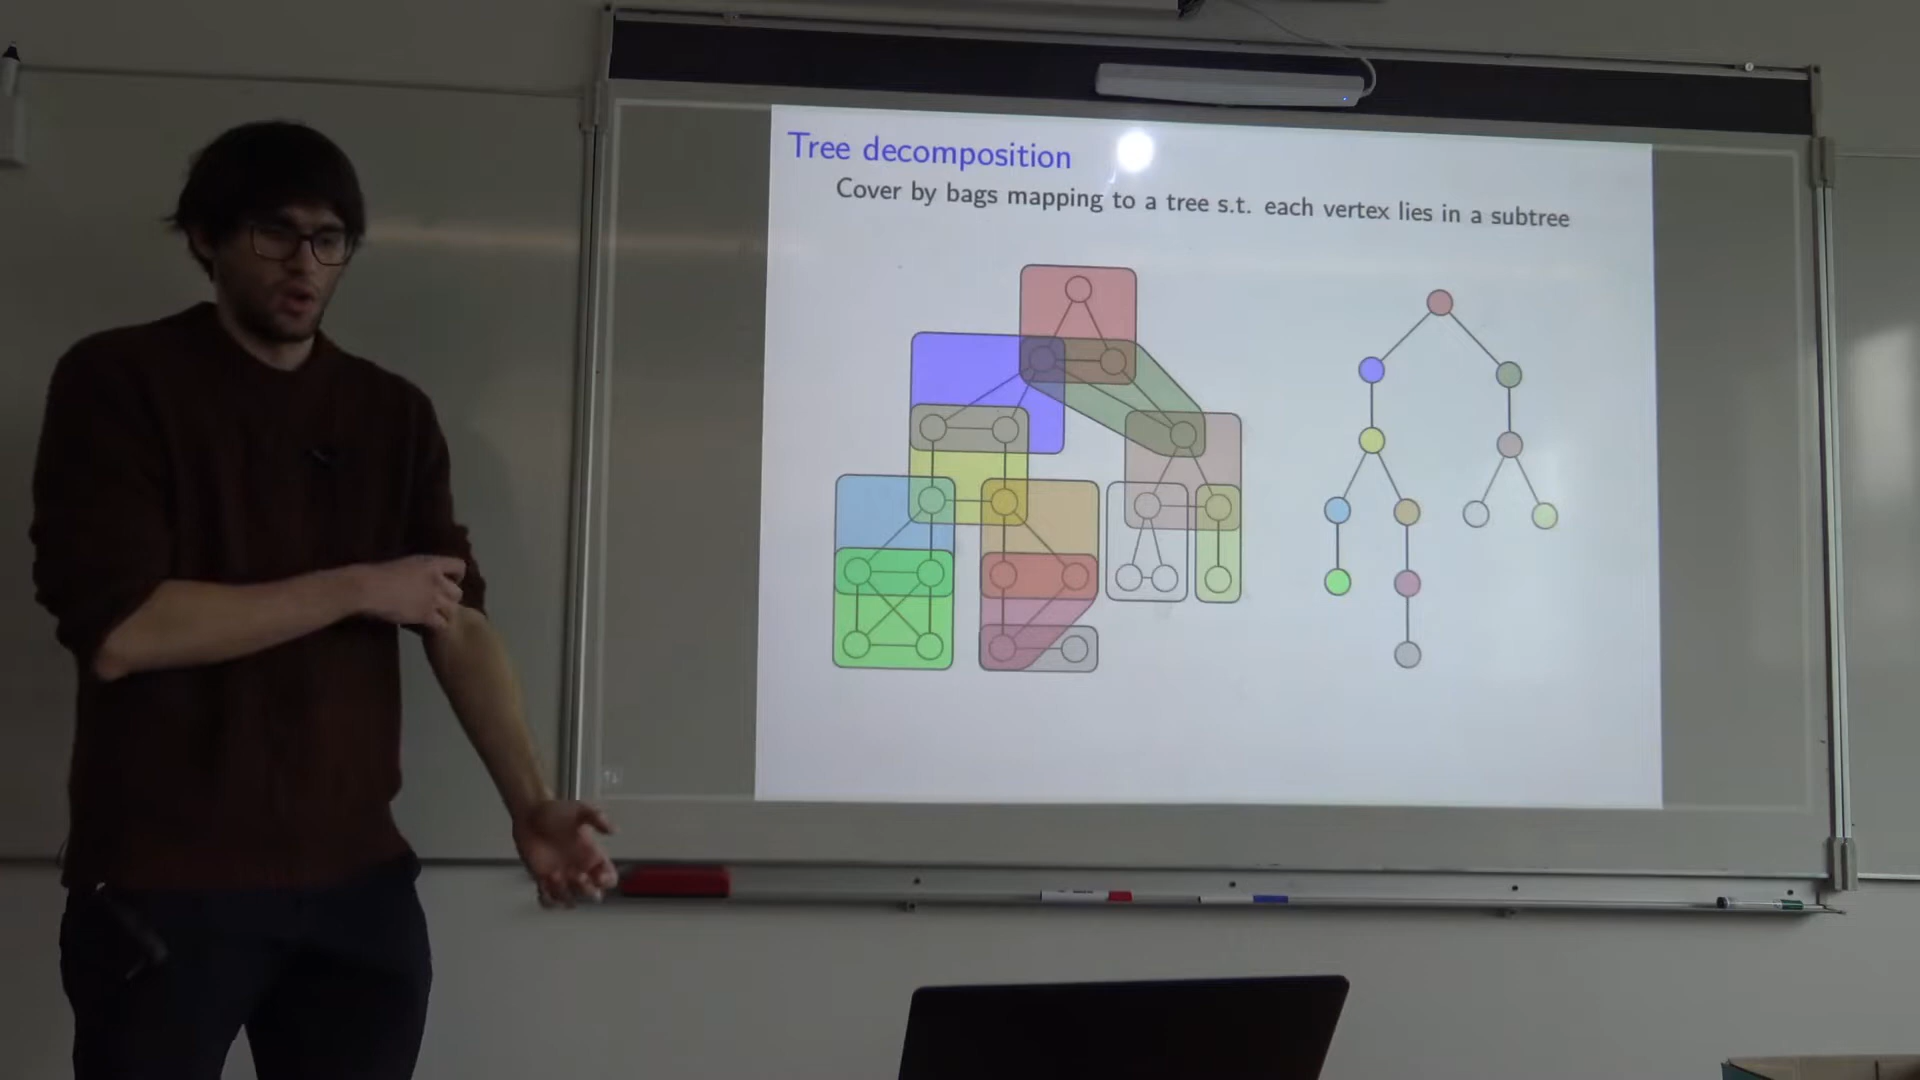 Tree decomposition
Cover by bags mapping to a tree s.t. each vertex lies in a subtree